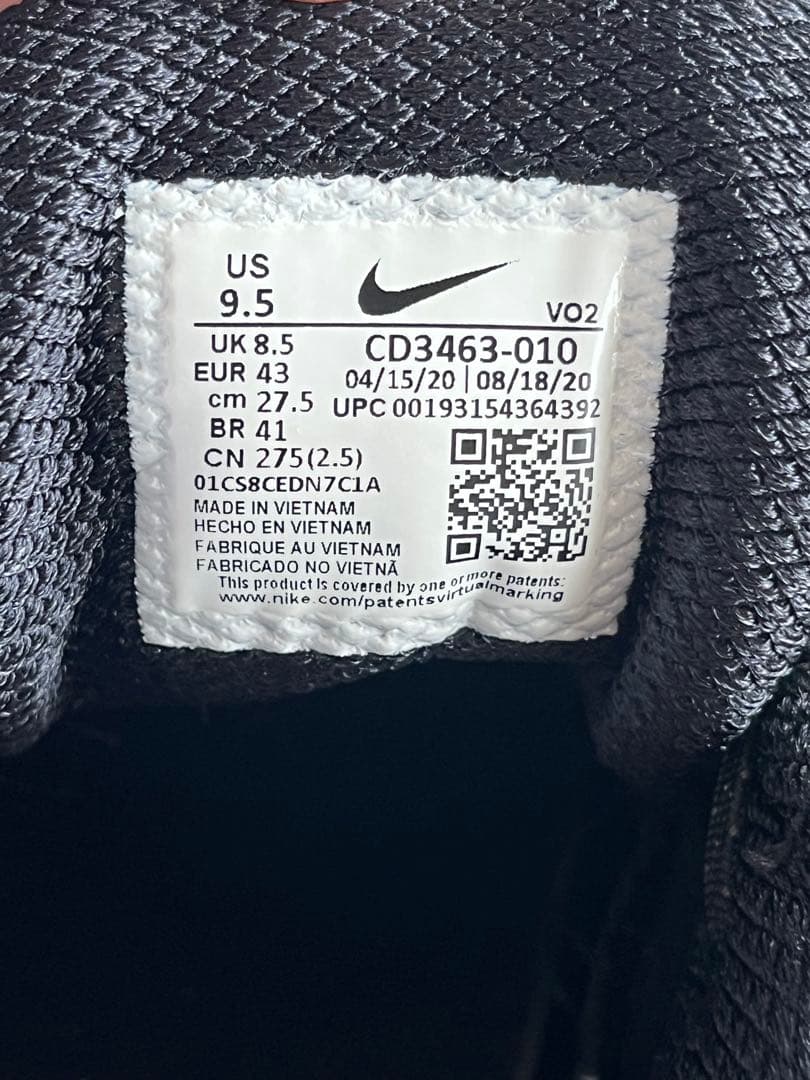 US
9.5
VO2
UK 8.5
EUR 43
cm 27.5
BR 41
CN 275(2.5)
CD3463-010
04/15/20 | 08/18/20
UPC 00193154364392
01CS8CEDN7C1A
MADE IN VIETNAM
HECHO EN VIETNAM
FABRIQUE AU VIETNAM
FABRICADO NO VIETNÃ
This product Is covered by one or more patents:
www.nike.com/patentsvirtualmarking